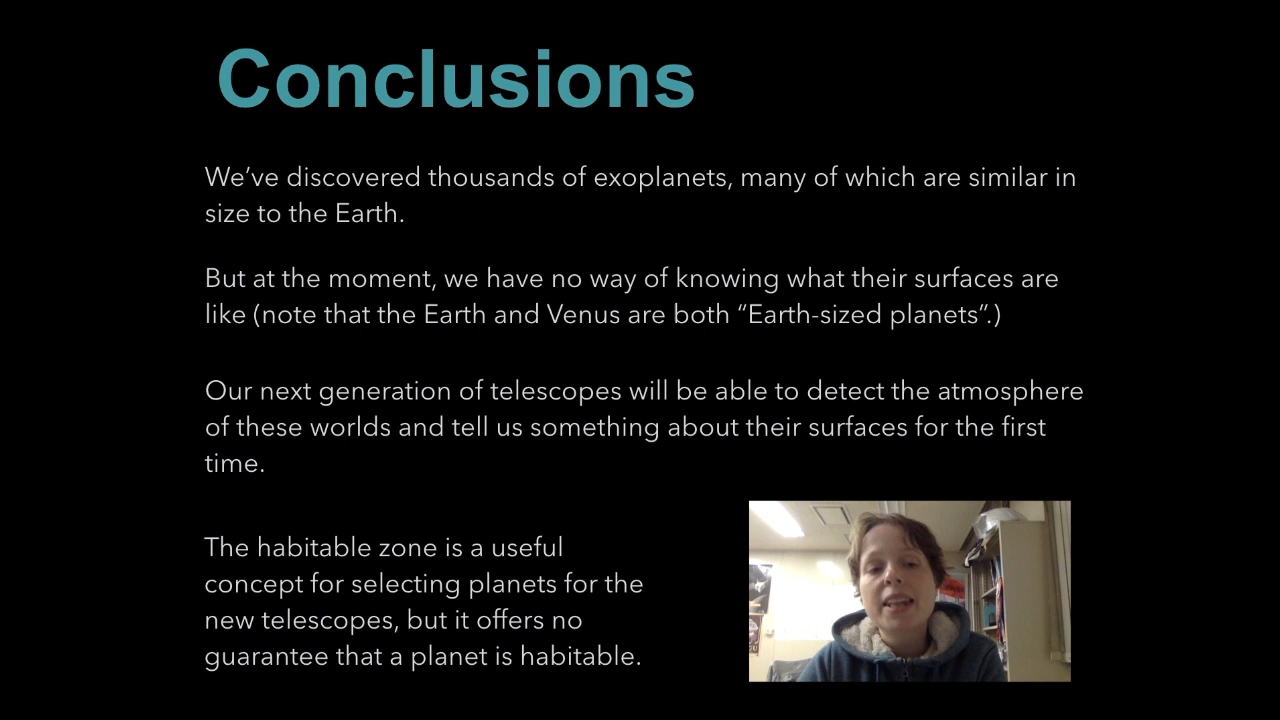 Conclusions
We’ve discovered thousands of exoplanets, many of which are similar in
size to the Earth.
But at the moment, we have no way of knowing what their surfaces are
like (note that the Earth and Venus are both “Earth-sized planets”.)
Our next generation of telescopes will be able to detect the atmosphere
of these worlds and tell us something about their surfaces for the first
time.
The habitable zone is a useful
concept for selecting planets for the
new telescopes, but it offers no
guarantee that a planet is habitable.